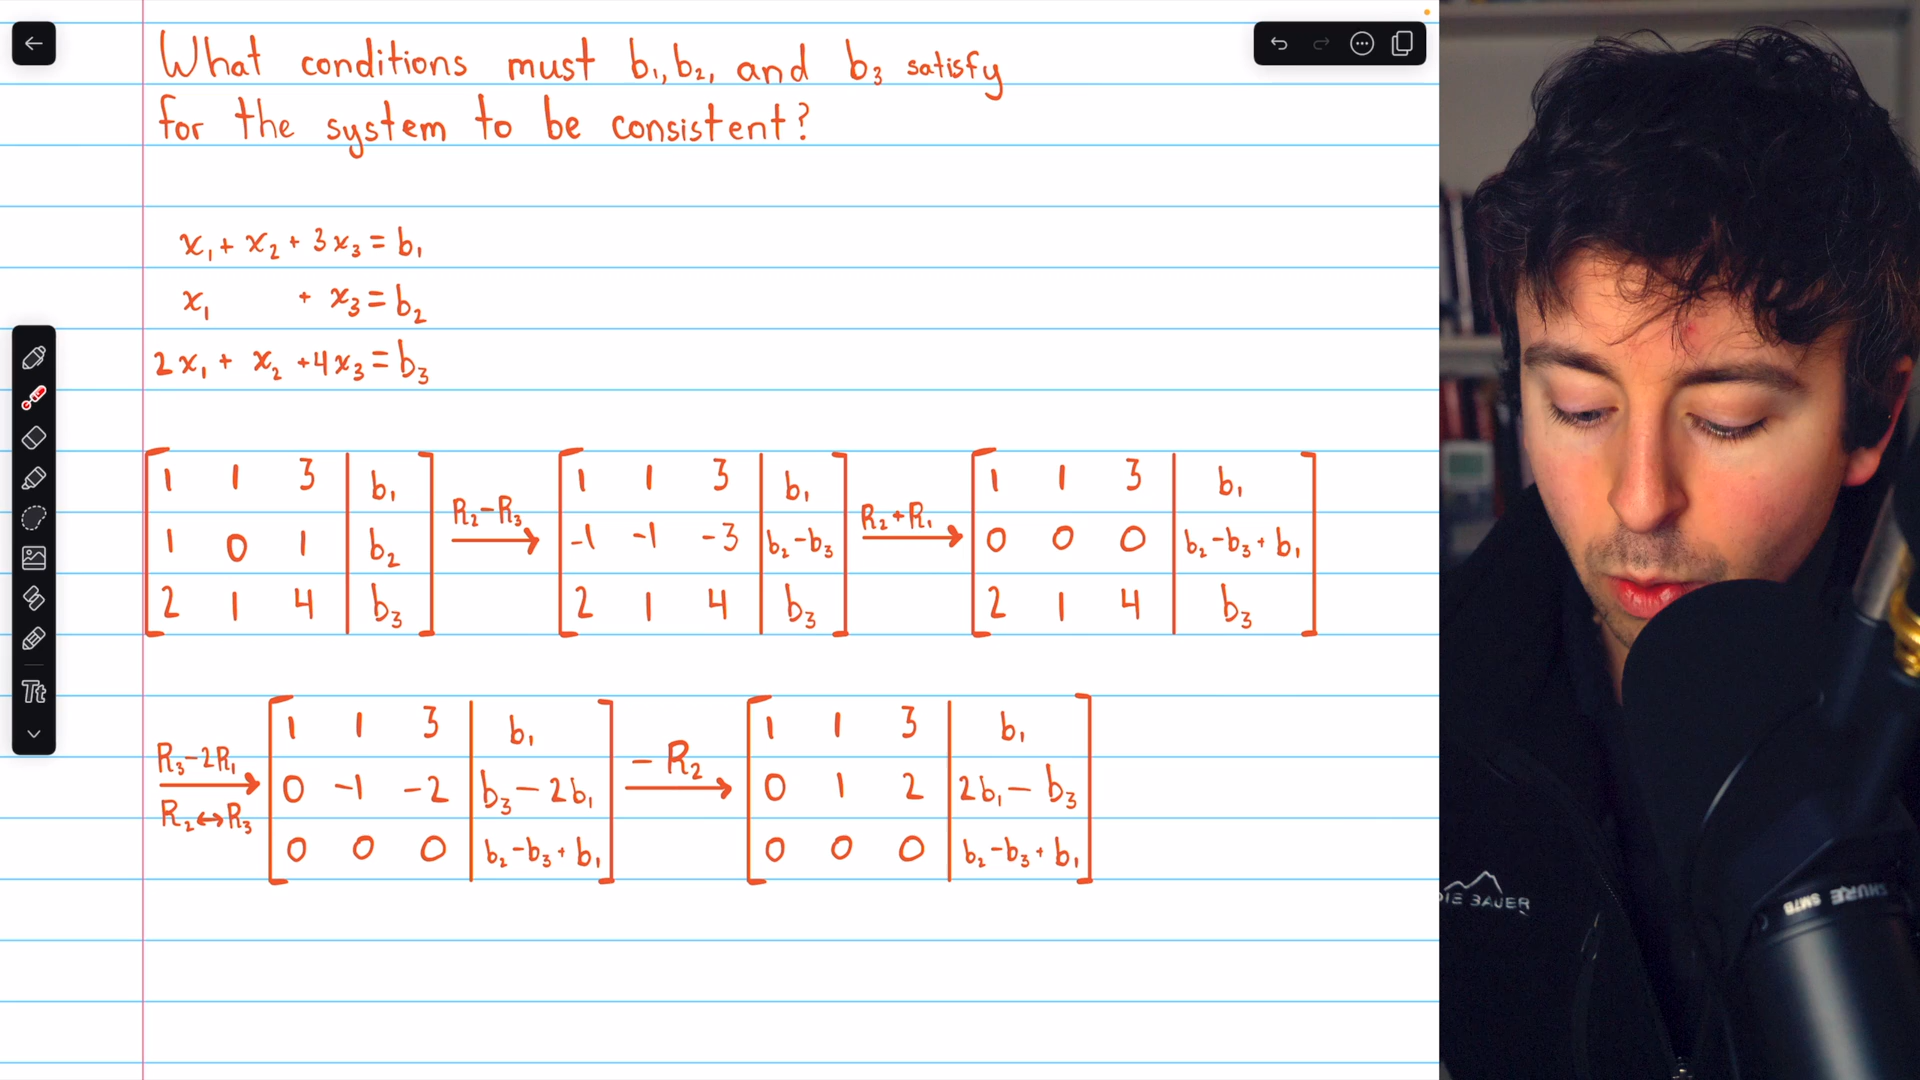 What conditions must b₁, b₂, and b₃ satisfy
for the system to be consistent?
x₁ + x₂ + 3x₃ = b₁
x₁ + x₃ = b₂
2x₁ + x₂ + 4x₃ = b₃
1 1 3 | b₁
1 0 1 | b₂
2 1 4 | b₃
R₂-R₃
1 1 3 | b₁
-1 -1 -3 | b₂-b₃
2 1 4 | b₃
R₂+R₁
1 1 3 | b₁
0 0 0 | b₂-b₃+b₁
2 1 4 | b₃
R₃-2R₁
R₂↔R₃
1 1 3 | b₁
0 -1 -2 | b₃-2b₁
0 0 0 | b₂-b₃+b₁
-R₂
1 1 3 | b₁
0 1 2 | 2b₁-b₃
0 0 0 | b₂-b₃+b₁
Tt
BAUER
SHURE
SM7B